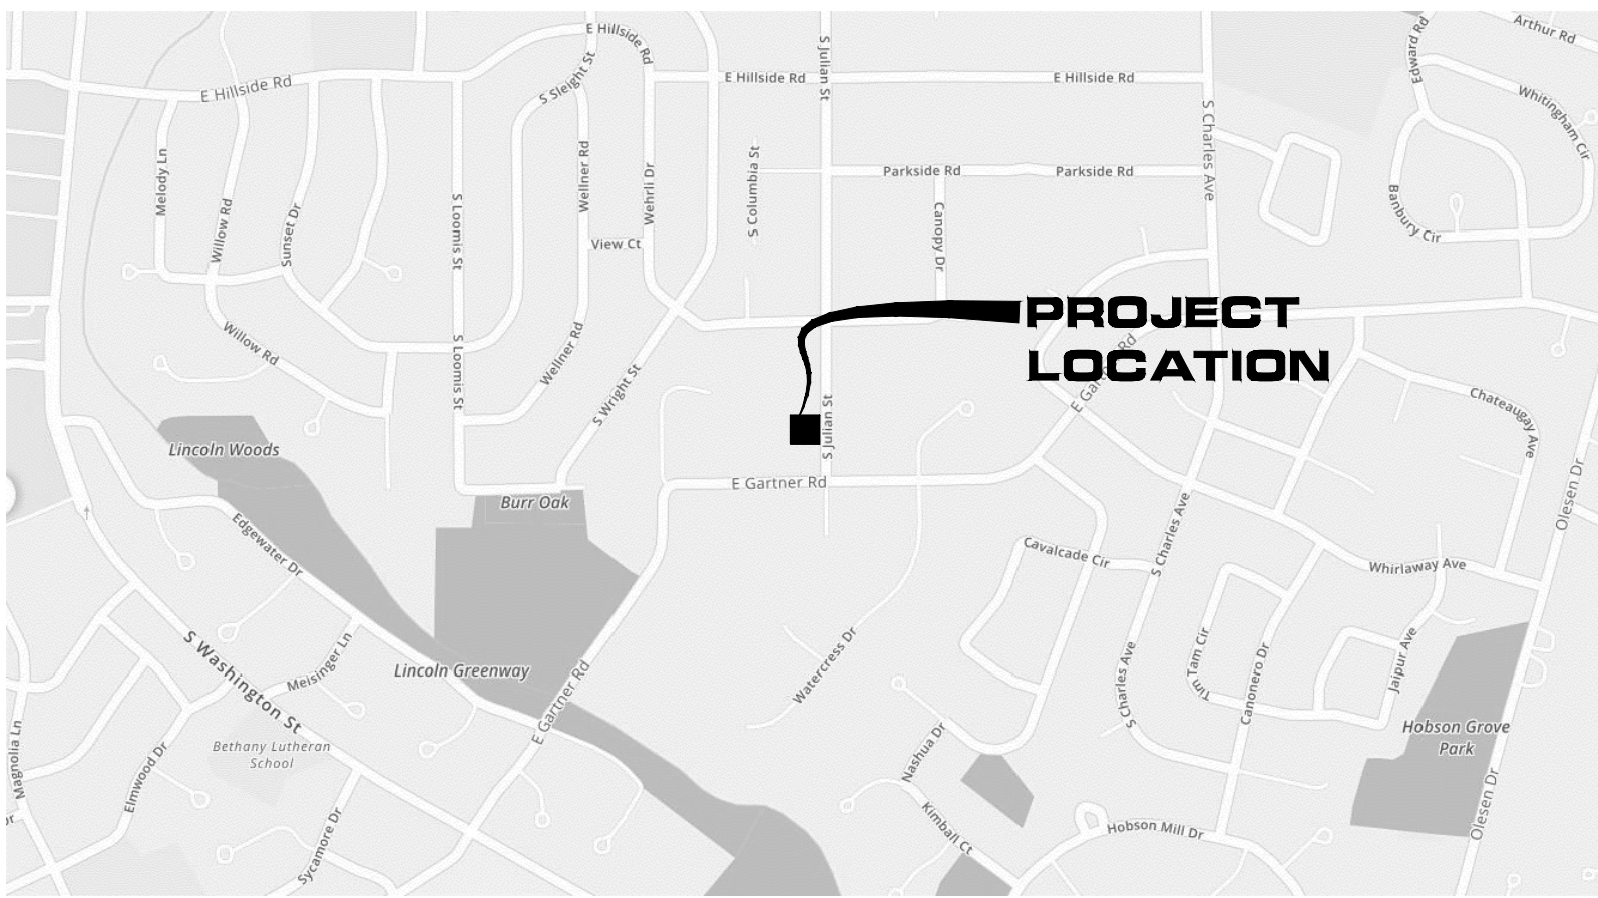 E Hillside Rd
Edward Rd
Arthur Rd
E Hillside Rd
S Sleight St
S Julian St
E Hillside Rd
E Hillside Rd
Whitingham Cir
Melody Ln
Willow Rd
Sunset Dr
S Loomis St
Wellner Rd
Wehrli Dr
View Ct
S Columbia St
Parkside Rd
Parkside Rd
Canopy Dr
S Charles Ave
Banbury Cir
PROJECT
LOCATION
Willow Rd
S Loomis St
Wellner Rd
S Wright St
S Julian St
E Gartner Rd
Chateaugay Ave
Lincoln Woods
Burr Oak
E Gartner Rd
Olesen Dr
Edgewater Dr
Cavalcade Cir
S Charles Ave
Whirlaway Ave
S Washington St
Meisinger Ln
Lincoln Greenway
E Gartner Rd
Watercress Dr
S Charles Ave
Tim Tam Cir
Canonero Dr
Jaipur Ave
Hobson Grove
Park
Magnolia Ln
Bethany Lutheran
School
Elmwood Dr
Nashua Dr
Olesen Dr
Dr
Sycamore Dr
Kimball Ct
Hobson Mill Dr